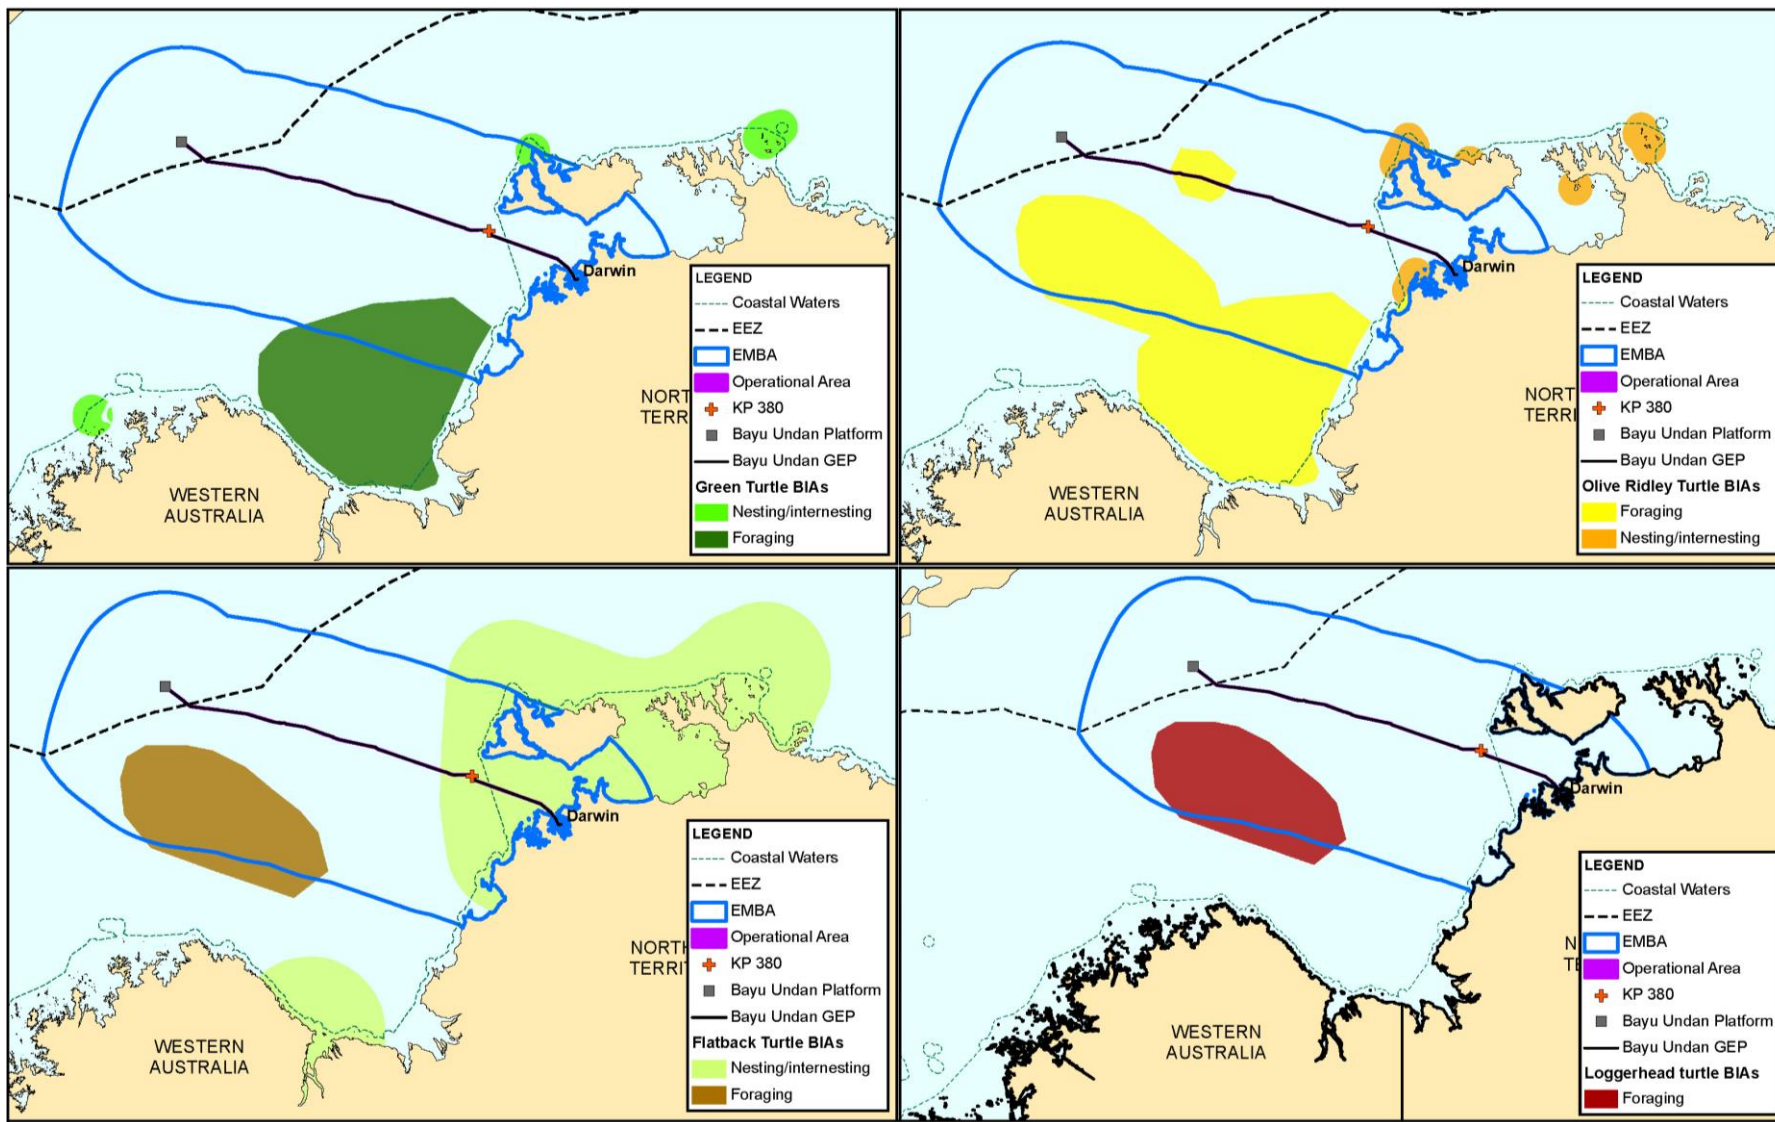 Darwin
NORT
TERRI
WESTERN
AUSTRALIA
LEGEND
Coastal Waters
EEZ
EMBA
Operational Area
KP 380
Bayu Undan Platform
Bayu Undan GEP
Green Turtle BIAs
Nesting/internesting
Foraging
Darwin
NORT
TERRI
WESTERN
AUSTRALIA
LEGEND
Coastal Waters
EEZ
EMBA
Operational Area
KP 380
Bayu Undan Platform
Bayu Undan GEP
Olive Ridley Turtle BIAs
Foraging
Nesting/internesting
Darwin
NORTH
TERRIT
WESTERN
AUSTRALIA
LEGEND
Coastal Waters
EEZ
EMBA
Operational Area
KP 380
Bayu Undan Platform
Bayu Undan GEP
Flatback Turtle BIAs
Nesting/internesting
Foraging
Darwin
WESTERN
AUSTRALIA
LEGEND
Coastal Waters
EEZ
EMBA
Operational Area
KP 380
Bayu Undan Platform
Bayu Undan GEP
Loggerhead turtle BIAs
Foraging